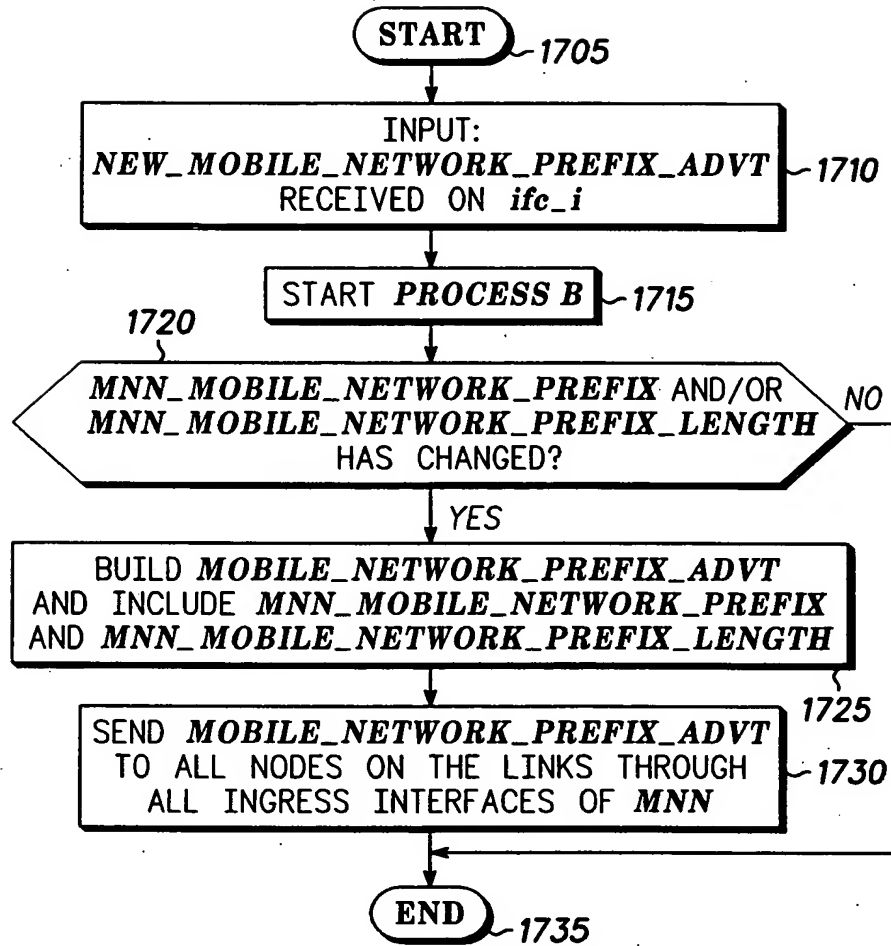 START
1705
INPUT:
NEW_MOBILE_NETWORK_PREFIX_ADVT
RECEIVED ON ifc_i
1710
START PROCESS B
1715
1720
MNN_MOBILE_NETWORK_PREFIX AND/OR
MNN_MOBILE_NETWORK_PREFIX_LENGTH
HAS CHANGED?
NO
YES
BUILD MOBILE_NETWORK_PREFIX_ADVT
AND INCLUDE MNN_MOBILE_NETWORK_PREFIX
AND MNN_MOBILE_NETWORK_PREFIX_LENGTH
1725
SEND MOBILE_NETWORK_PREFIX_ADVT
TO ALL NODES ON THE LINKS THROUGH
ALL INGRESS INTERFACES OF MNN
1730
END
1735